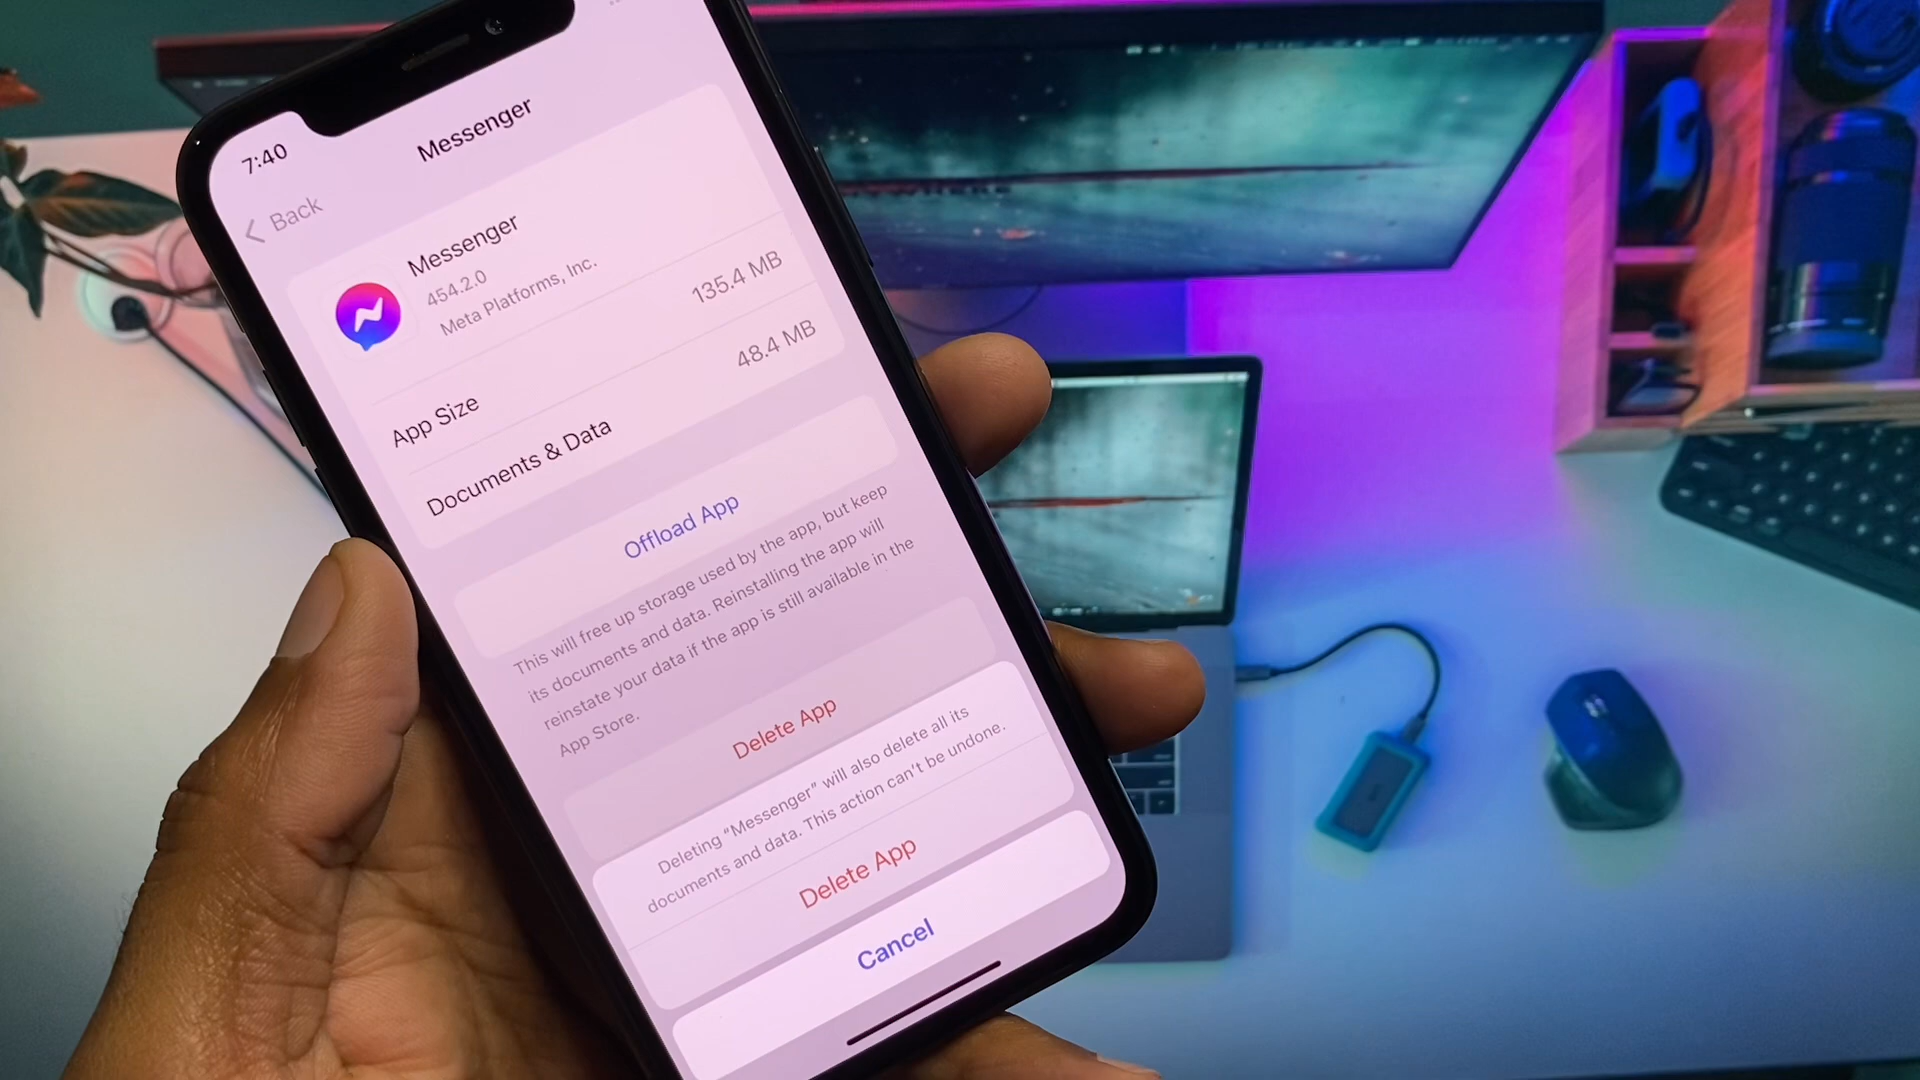 7:40
Messenger
Back
Messenger
454.2.0
Meta Platforms, Inc.
App Size
135.4 MB
Documents & Data
48.4 MB
Offload App
This will free up storage used by the app, but keep
its documents and data. Reinstalling the app will
reinstate your data if the app is still available in the
App Store.
Delete App
Deleting “Messenger” will also delete all its
documents and data. This action can’t be undone.
Delete App
Cancel